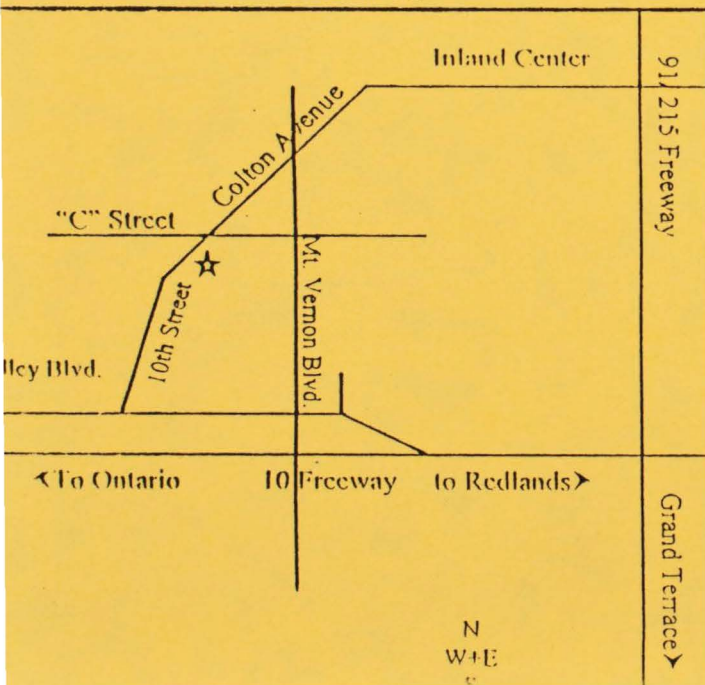 Inland Center
91/215 Freeway
Colton Avenue
"C" Street
Mt. Vernon Blvd.
10th Street
lley Blvd.
<To Ontario
10 Freeway
to Redlands>
Grand Terrace>
N
W+E